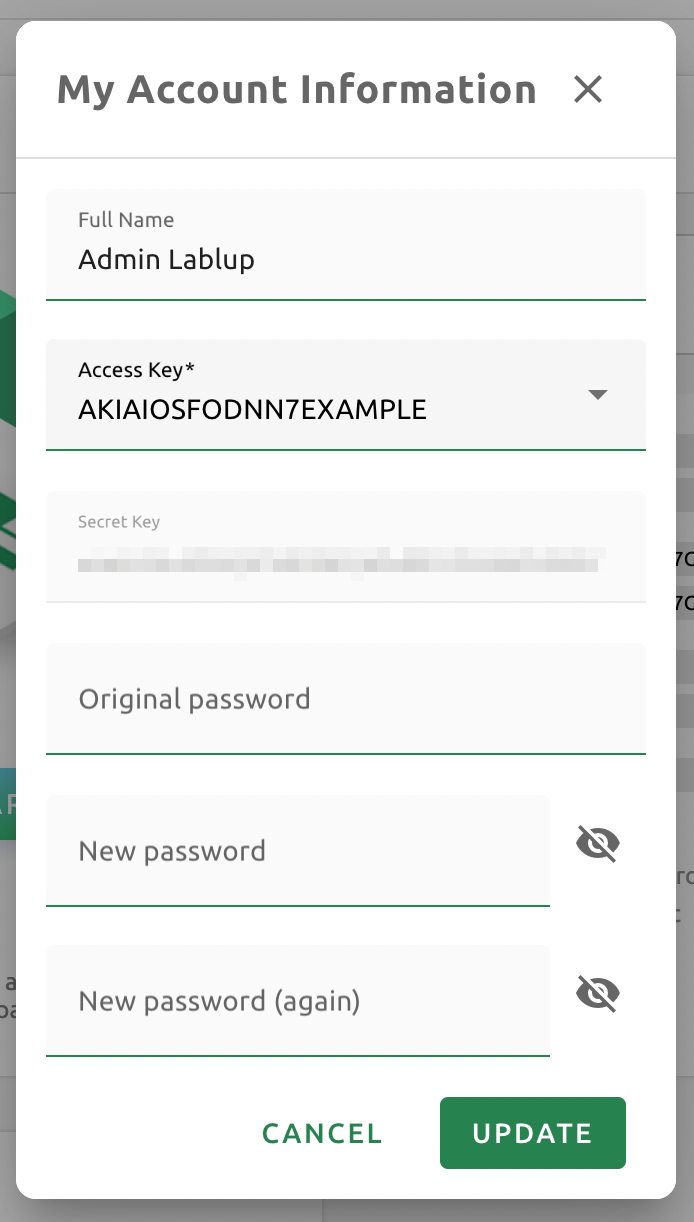 My Account Information
Full Name
Admin Lablup
Access Key*
AKIAIOSFODNN7EXAMPLE
Secret Key
Original password
New password
New password (again)
CANCEL
UPDATE